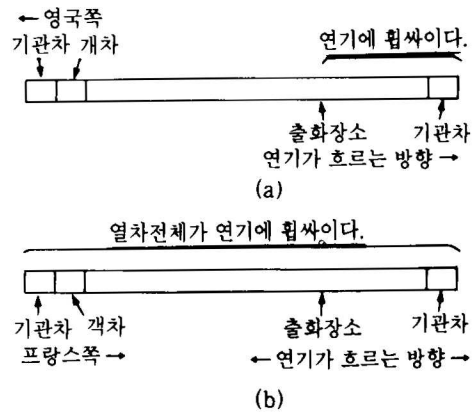 ← 영국쪽
기관차 개차
연기에 휩싸이다.
출화장소 기관차
연기가 흐르는 방향 →
(a)
열차전체가 연기에 휩싸이다.
기관차 객차 출화장소 기관차
프랑스쪽 → ← 연기가 흐르는 방향 →
(b)